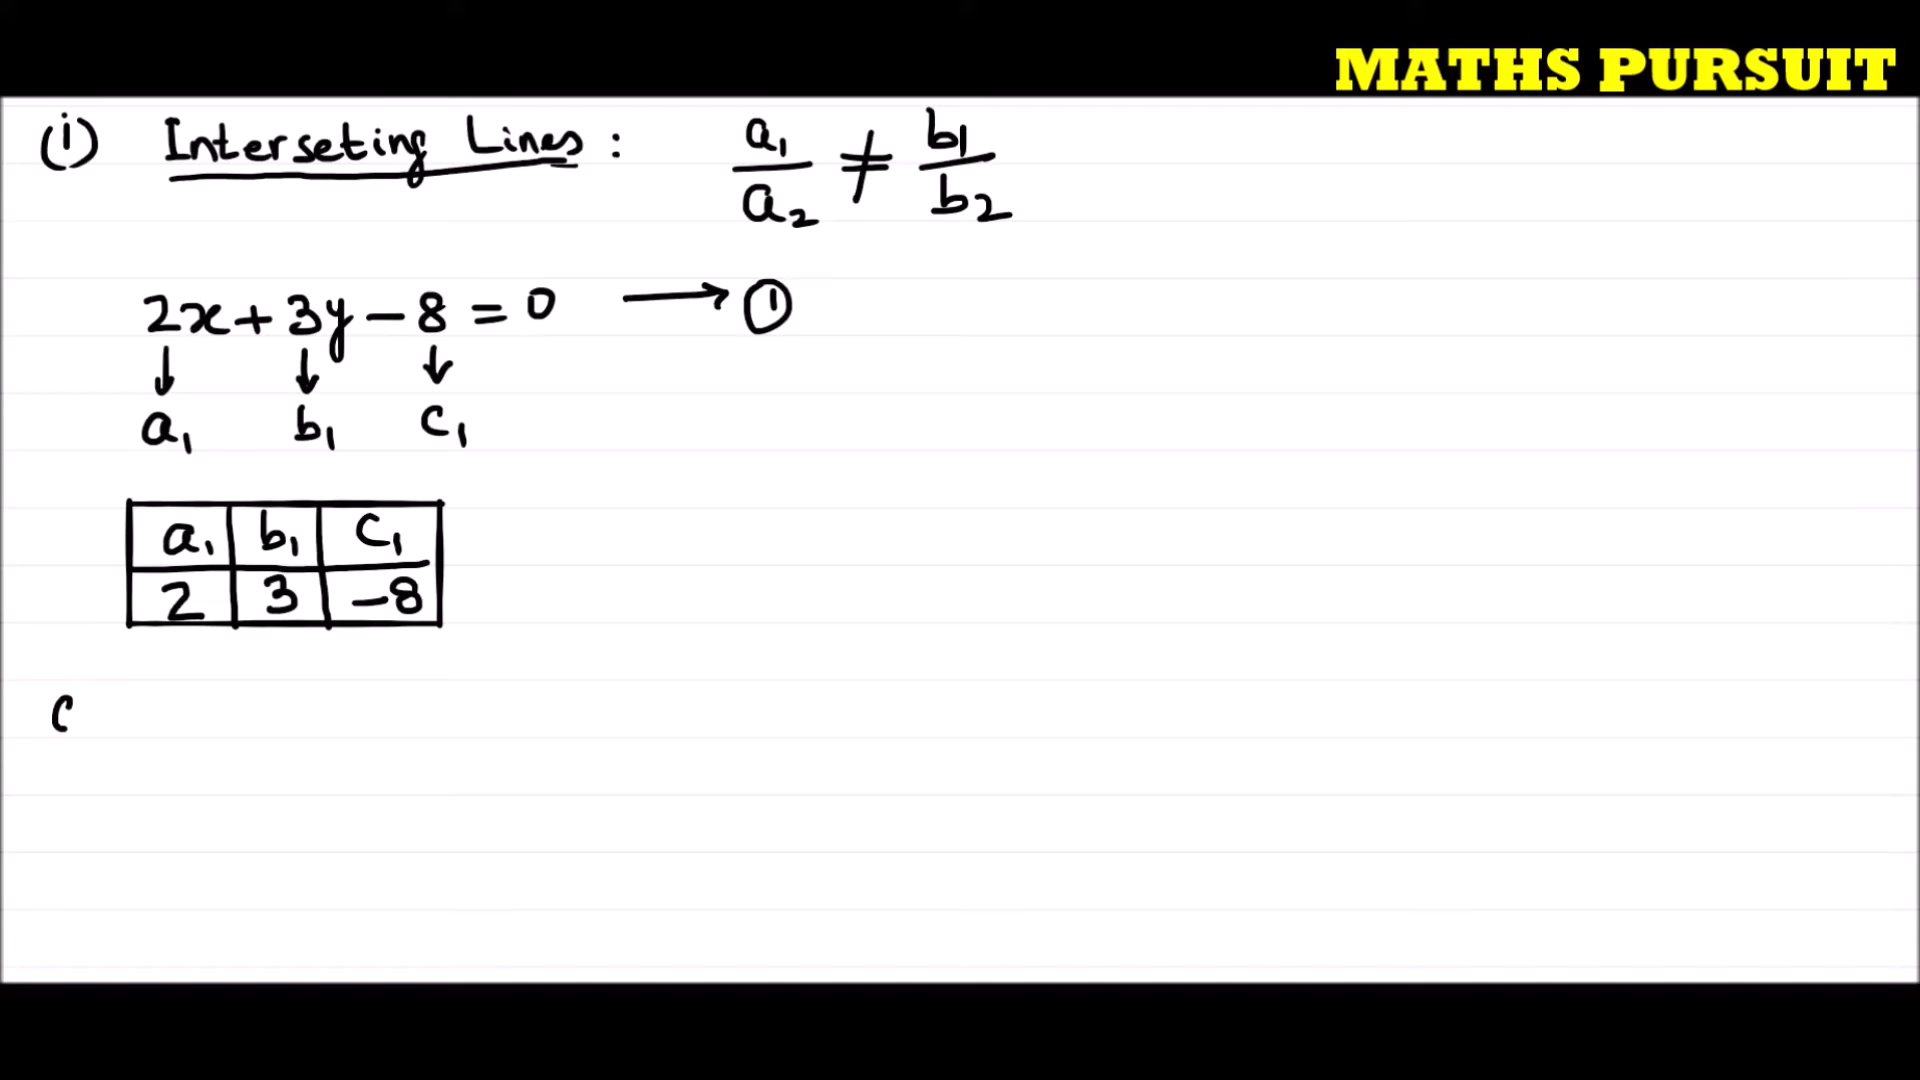 MATHS PURSUIT
(i) Interseting Lines : a₁/a₂ ≠ b₁/b₂
2x + 3y − 8 = 0 ⟶ ①
↓ ↓ ↓
a₁ b₁ c₁
a₁ b₁ c₁
2 3 −8
C